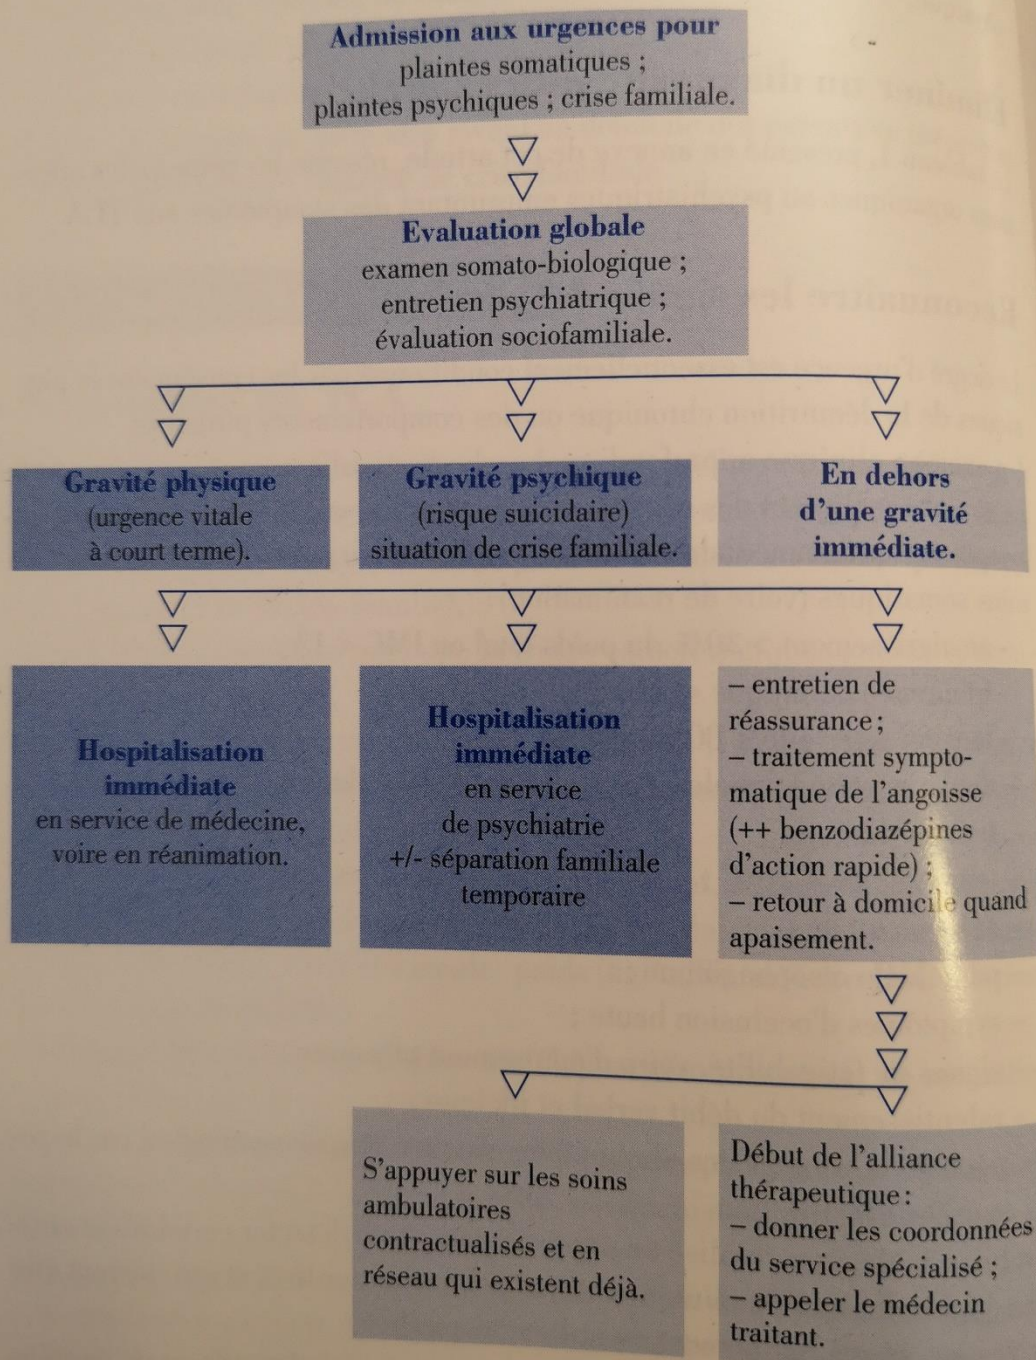 Admission aux urgences pour
plaintes somatiques ;
plaintes psychiques ; crise familiale.
Evaluation globale
examen somato-biologique ;
entretien psychiatrique ;
évaluation sociofamiliale.
Gravité physique
(urgence vitale
à court terme).
Gravité psychique
(risque suicidaire)
situation de crise familiale.
En dehors
d'une gravité
immédiate.
Hospitalisation
immédiate
en service de médecine,
voire en réanimation.
Hospitalisation
immédiate
en service
de psychiatrie
+/- séparation familiale
temporaire
– entretien de
réassurance ;
– traitement sympto-
matique de l'angoisse
(++ benzodiazépines
d'action rapide) ;
– retour à domicile quand
apaisement.
S'appuyer sur les soins
ambulatoires
contractualisés et en
réseau qui existent déjà.
Début de l'alliance
thérapeutique :
– donner les coordonnées
du service spécialisé ;
– appeler le médecin
traitant.